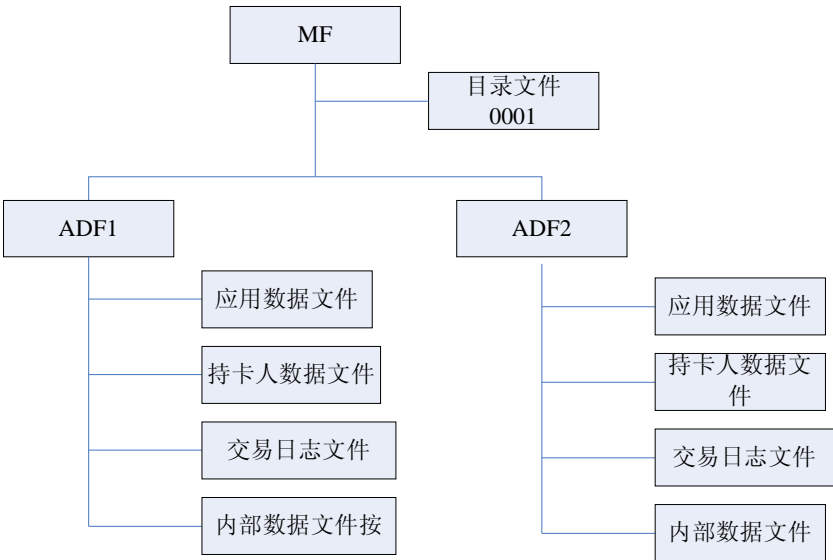 MF
目录文件
0001
ADF1
ADF2
应用数据文件
持卡人数据文件
交易日志文件
内部数据文件按
应用数据文件
持卡人数据文
件
交易日志文件
内部数据文件